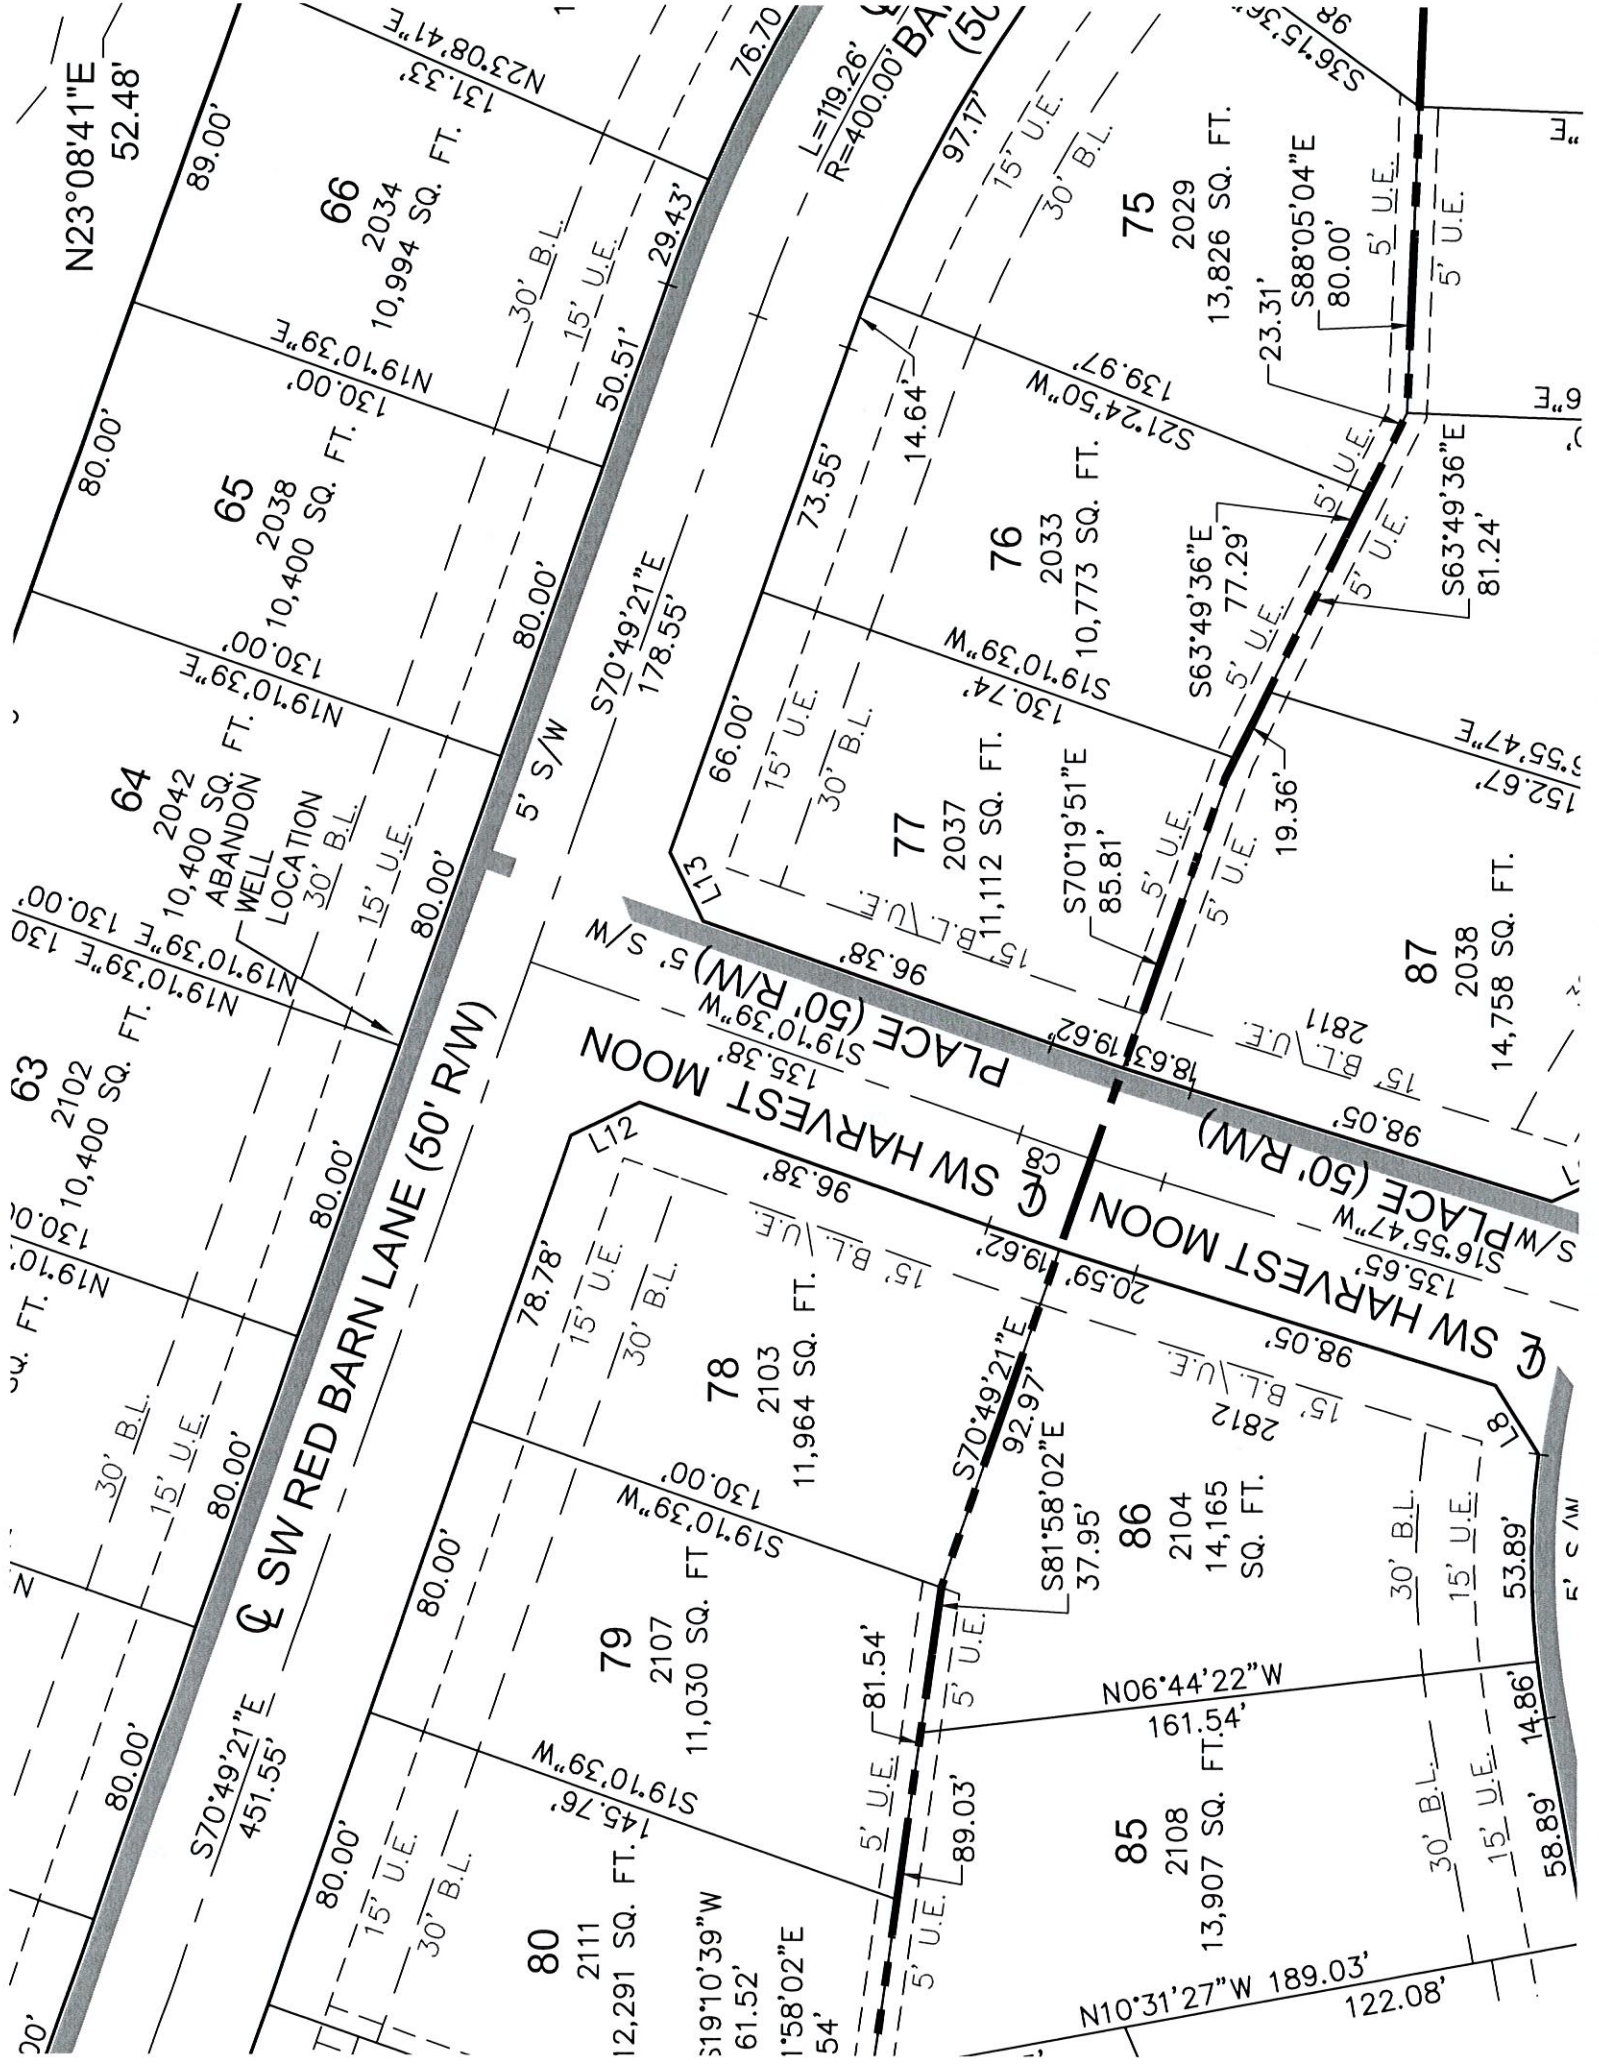 N23°08'41"E
52.48'
89.00'
N23°08'41"E
131.33'
66
2034
10,994 SQ. FT.
30' B.L.
15' U.E.
76.70
29.43'
L=119.26'
R=400.00'
97.17'
15' U.E.
30' B.L.
75
2029
13,826 SQ. FT.
S88°05'04"E
80.00'
23.31'
5' U.E.
5' U.E.
80.00'
N19°10'39"E
130.00'
65
2038
10,400 SQ. FT.
50.51'
80.00'
14.64'
73.55'
S21°24'50"W
139.97'
76
2033
10,773 SQ. FT.
5' U.E.
5' U.E.
S63°49'36"E
77.29'
S63°49'36"E
81.24'
N19°10'39"E
130.00'
64
2042
10,400 SQ. FT.
ABANDON
WELL
LOCATION
30' B.L.
15' U.E.
80.00'
5' S/W
S70°49'21"E
178.55'
66.00'
15' U.E.
30' B.L.
S19°10'39"W
130.74'
77
2037
11,112 SQ. FT.
L13
15' B.L.\U.E.
96.38'
S70°19'51"E
85.81'
5' U.E.
5' U.E.
5' U.E.
19.36'
152.67'
N19°10'39"E 130.00'
N19°10'39"E 130
63
2102
10,400 SQ. FT.
80.00'
5' S/W
PLACE (50' R/W)
S19°10'39"W
135.38'
SW HARVEST MOON
C8
19.62'
18.63'
87
2038
14,758 SQ. FT.
2811
15' B.L.\U.E.
98.05'
PLACE (50' R/W)
S/W
S16°55'47"W
135.65'
SW HARVEST MOON
SW RED BARN LANE (50' R/W)
L12
96.38'
19.62'
20.59'
98.05'
78.78'
15' U.E.
30' B.L.
15' B.L.\U.E.
78
2103
11,964 SQ. FT.
S70°49'21"E
92.97'
S81°58'02"E
37.95'
86
2104
14,165
SQ. FT.
2812
15' B.L.\U.E.
L8
30' B.L.
15' U.E.
53.89'
30' B.L.
15' U.E.
80.00'
80.00'
S19°10'39"W
130.00'
79
2107
11,030 SQ. FT
81.54'
5' U.E.
N06°44'22"W
161.54'
14.86'
S70°49'21"E
451.55'
80.00'
80.00'
15' U.E.
30' B.L.
S19°10'39"W
145.76'
80
2111
12,291 SQ. FT.
S19°10'39"W
61.52'
1°58'02"E
54'
5' U.E.
5' U.E.
89.03'
85
2108
13,907 SQ. FT.
30' B.L.
15' U.E.
58.89'
N10°31'27"W 189.03'
122.08'